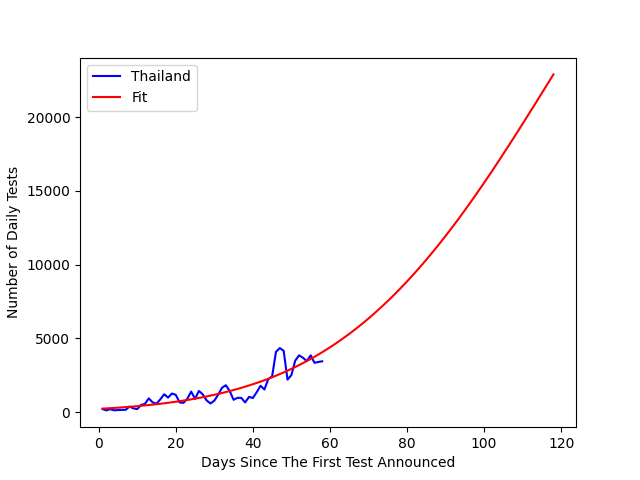 Thailand
Fit
Number of Daily Tests
20000
15000
10000
5000
0
0 20 40 60 80 100 120
Days Since The First Test Announced